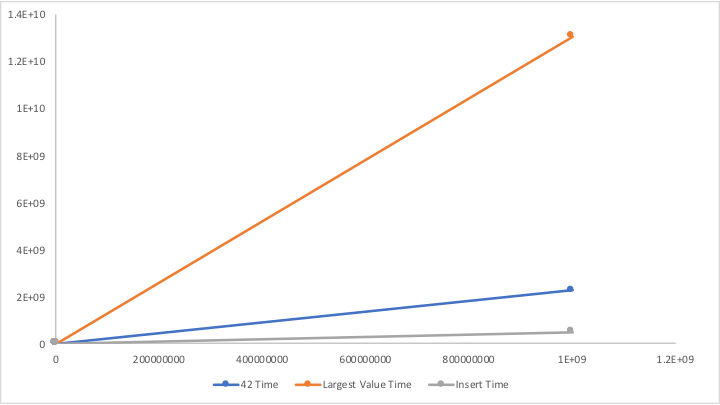 1.4E+10
1.2E+10
1E+10
8E+09
6E+09
4E+09
2E+09
0
0 200000000 400000000 600000000 800000000 1E+09 1.2E+09
42 Time Largest Value Time Insert Time